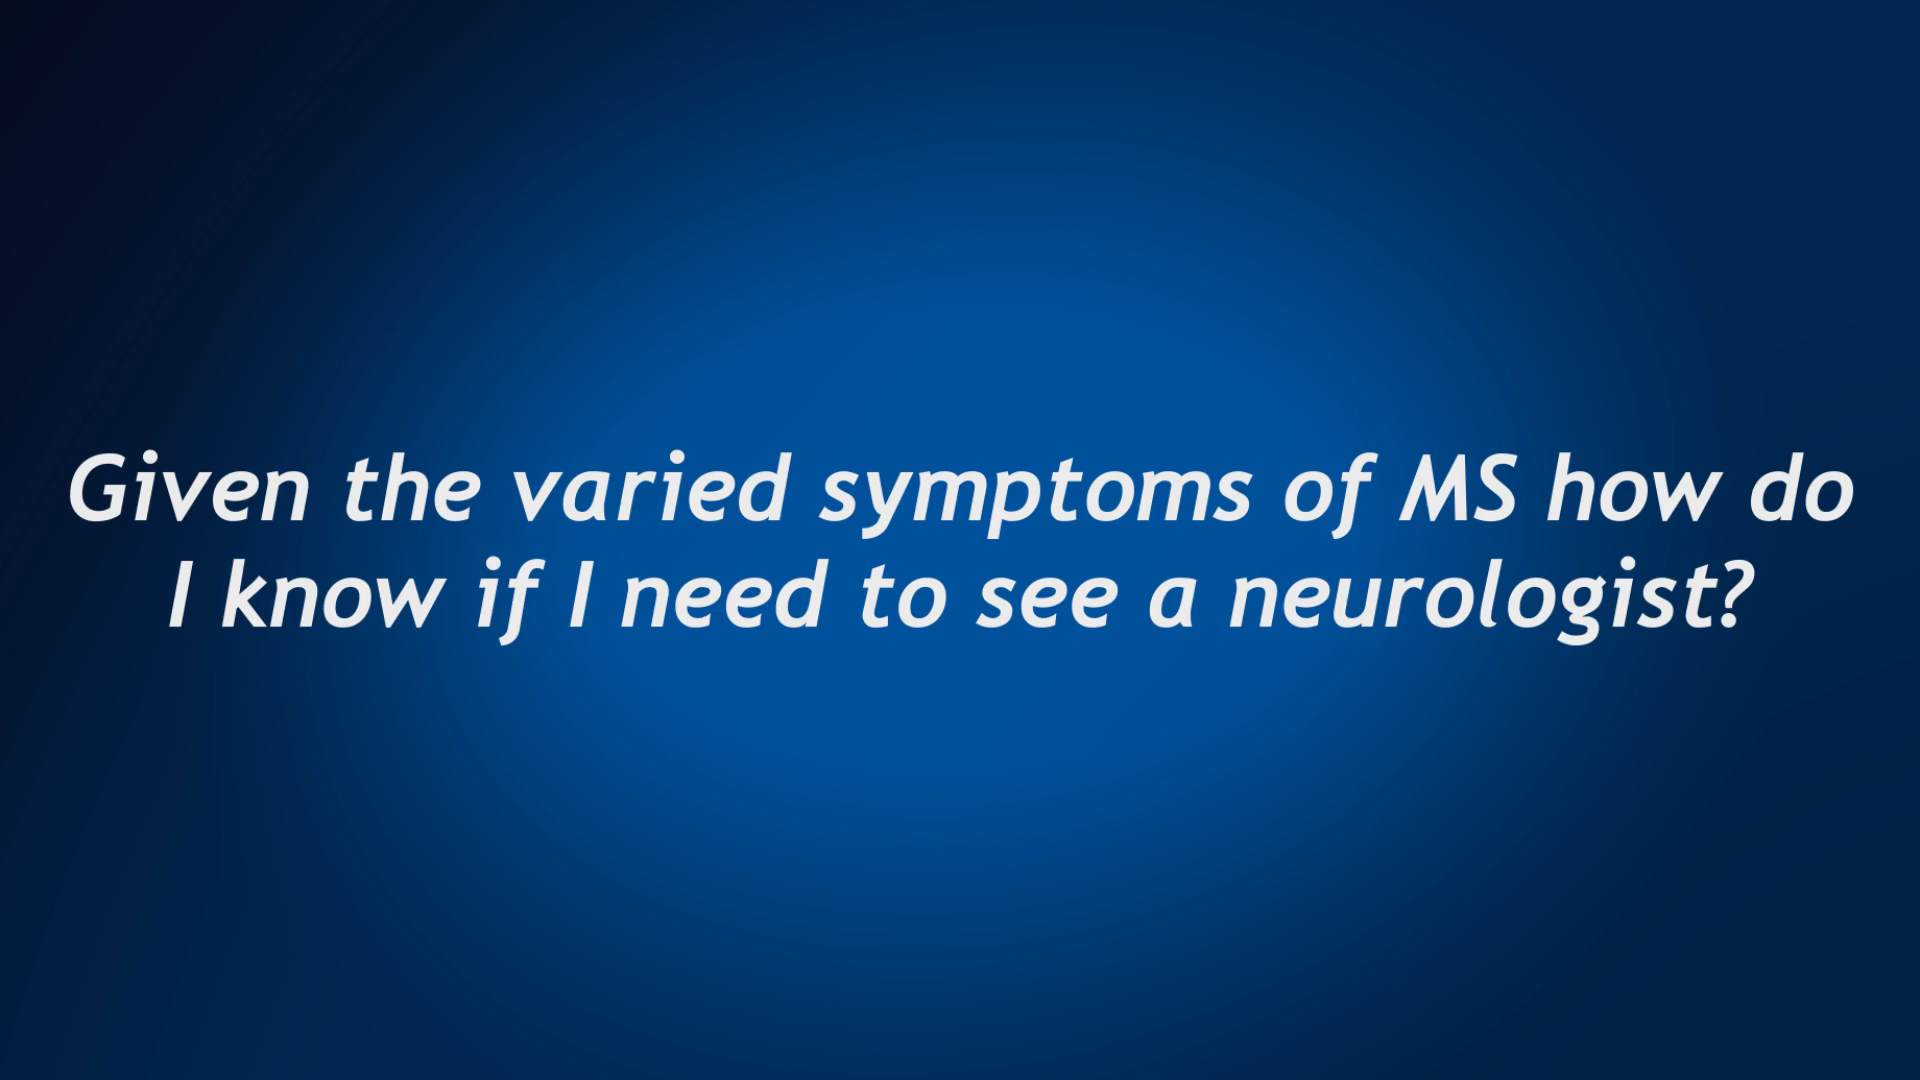 Given the varied symptoms of MS how do
I know if I need to see a neurologist?